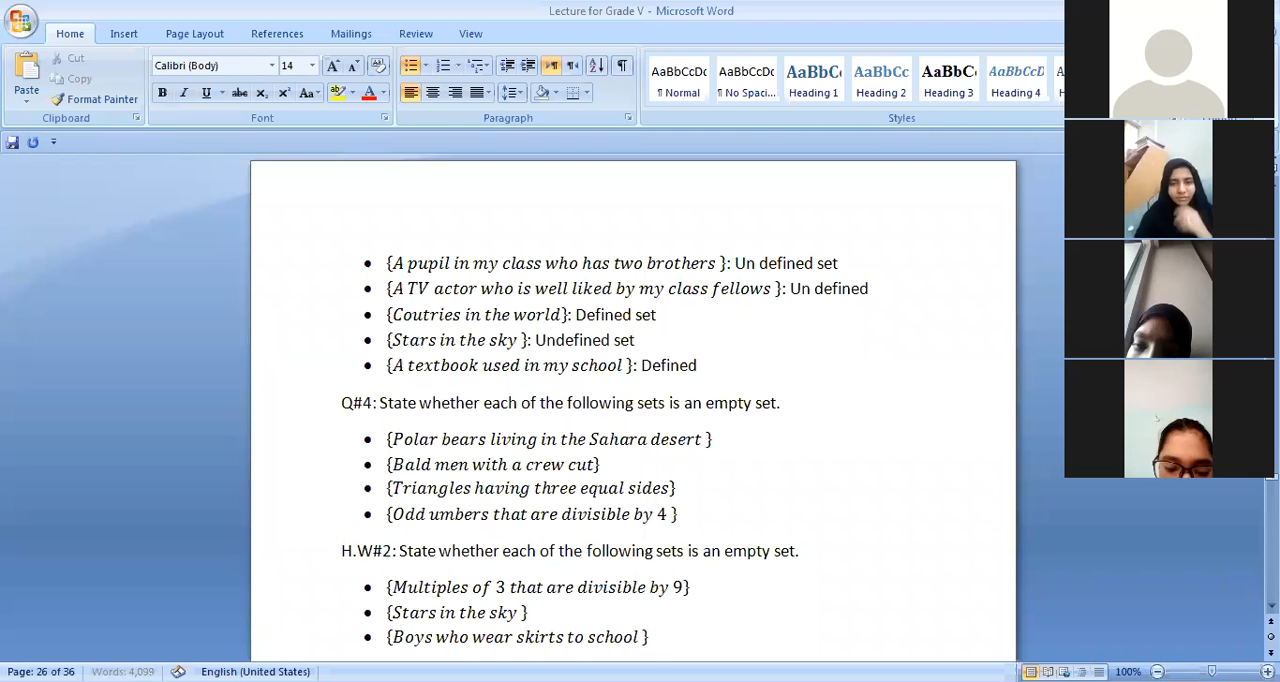 Lecture for Grade V - Microsoft Word
Home Insert Page Layout References Mailings Review View
Paste
Cut
Copy
Format Painter
Calibri (Body) 14
B I U abc X₂ X² Aa A
AaBbCcDc AaBbCcDc AaBbC AaBbCc AaBbCc AaBbCcD
¶ Normal ¶ No Spaci... Heading 1 Heading 2 Heading 3 Heading 4
Clipboard Font Paragraph Styles
• {A pupil in my class who has two brothers }: Un defined set
• {A TV actor who is well liked by my class fellows }: Un defined
• {Coutries in the world}: Defined set
• {Stars in the sky }: Undefined set
• {A textbook used in my school }: Defined
Q#4: State whether each of the following sets is an empty set.
• {Polar bears living in the Sahara desert }
• {Bald men with a crew cut}
• {Triangles having three equal sides}
• {Odd umbers that are divisible by 4 }
H.W#2: State whether each of the following sets is an empty set.
• {Multiples of 3 that are divisible by 9}
• {Stars in the sky }
• {Boys who wear skirts to school }
Page: 26 of 36 Words: 4,099 English (United States) 100%